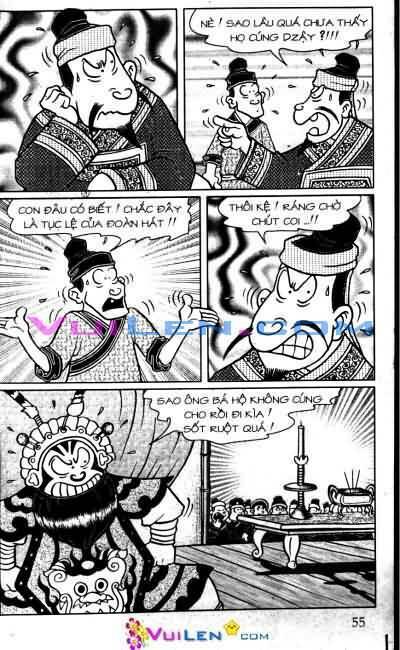 NÈ ! SAO LÂU QUÁ CHƯA THẤY
HỌ CÚNG DZẬY ?!!!
CON ĐÂU CÓ BIẾT ! CHẮC ĐÂY
LÀ TỤC LỆ CỦA ĐOÀN HÁT !!
THÔI KỆ ! RÁNG CHỜ
CHÚT COI ...!!
VUILEN.COM
SAO ÔNG BÁ HỘ KHÔNG CÚNG
CHO RỒI ĐI KÌA !
SỐT RUỘT QUÁ !
55
VUILEN.COM